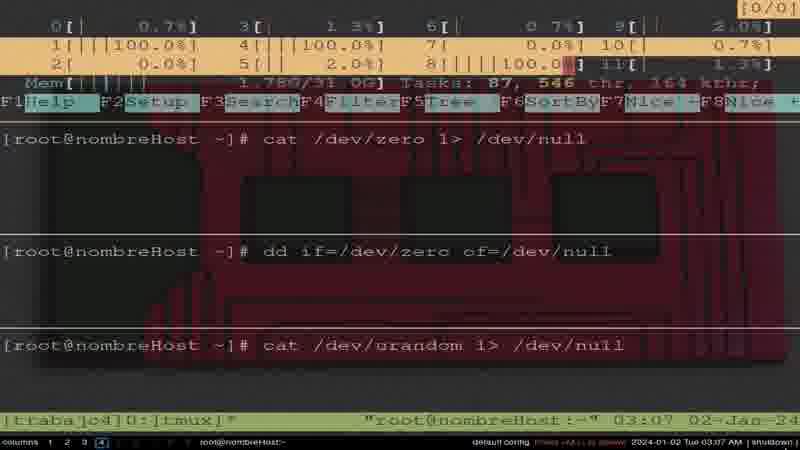 [0/0]
0[| 0.7%] 3[| 1.3%] 6[| 0.7%] 9[| 2.0%]
1[|||100.0%] 4[|||100.0%] 7[ 0.0%] 10[| 0.7%]
2[ 0.0%] 5[|| 2.0%] 8[||||100.0%] 11[| 1.3%]
Mem[|||||| 1.78G/31.0G] Tasks: 87, 546 thr, 164 kthr;
F1Help F2Setup F3SearchF4FilterF5Tree F6SortByF7Nice -F8Nice +
[root@nombreHost ~]# cat /dev/zero 1> /dev/null
[root@nombreHost ~]# dd if=/dev/zero of=/dev/null
[root@nombreHost ~]# cat /dev/urandom 1> /dev/null
[trabajo4]0:[tmux]* "root@nombreHost:~" 03:07 02-Jan-24
columns 1 2 3 4 root@nombreHost:~ default config 2024-01-02 Tue 03:07 AM | shutdown |